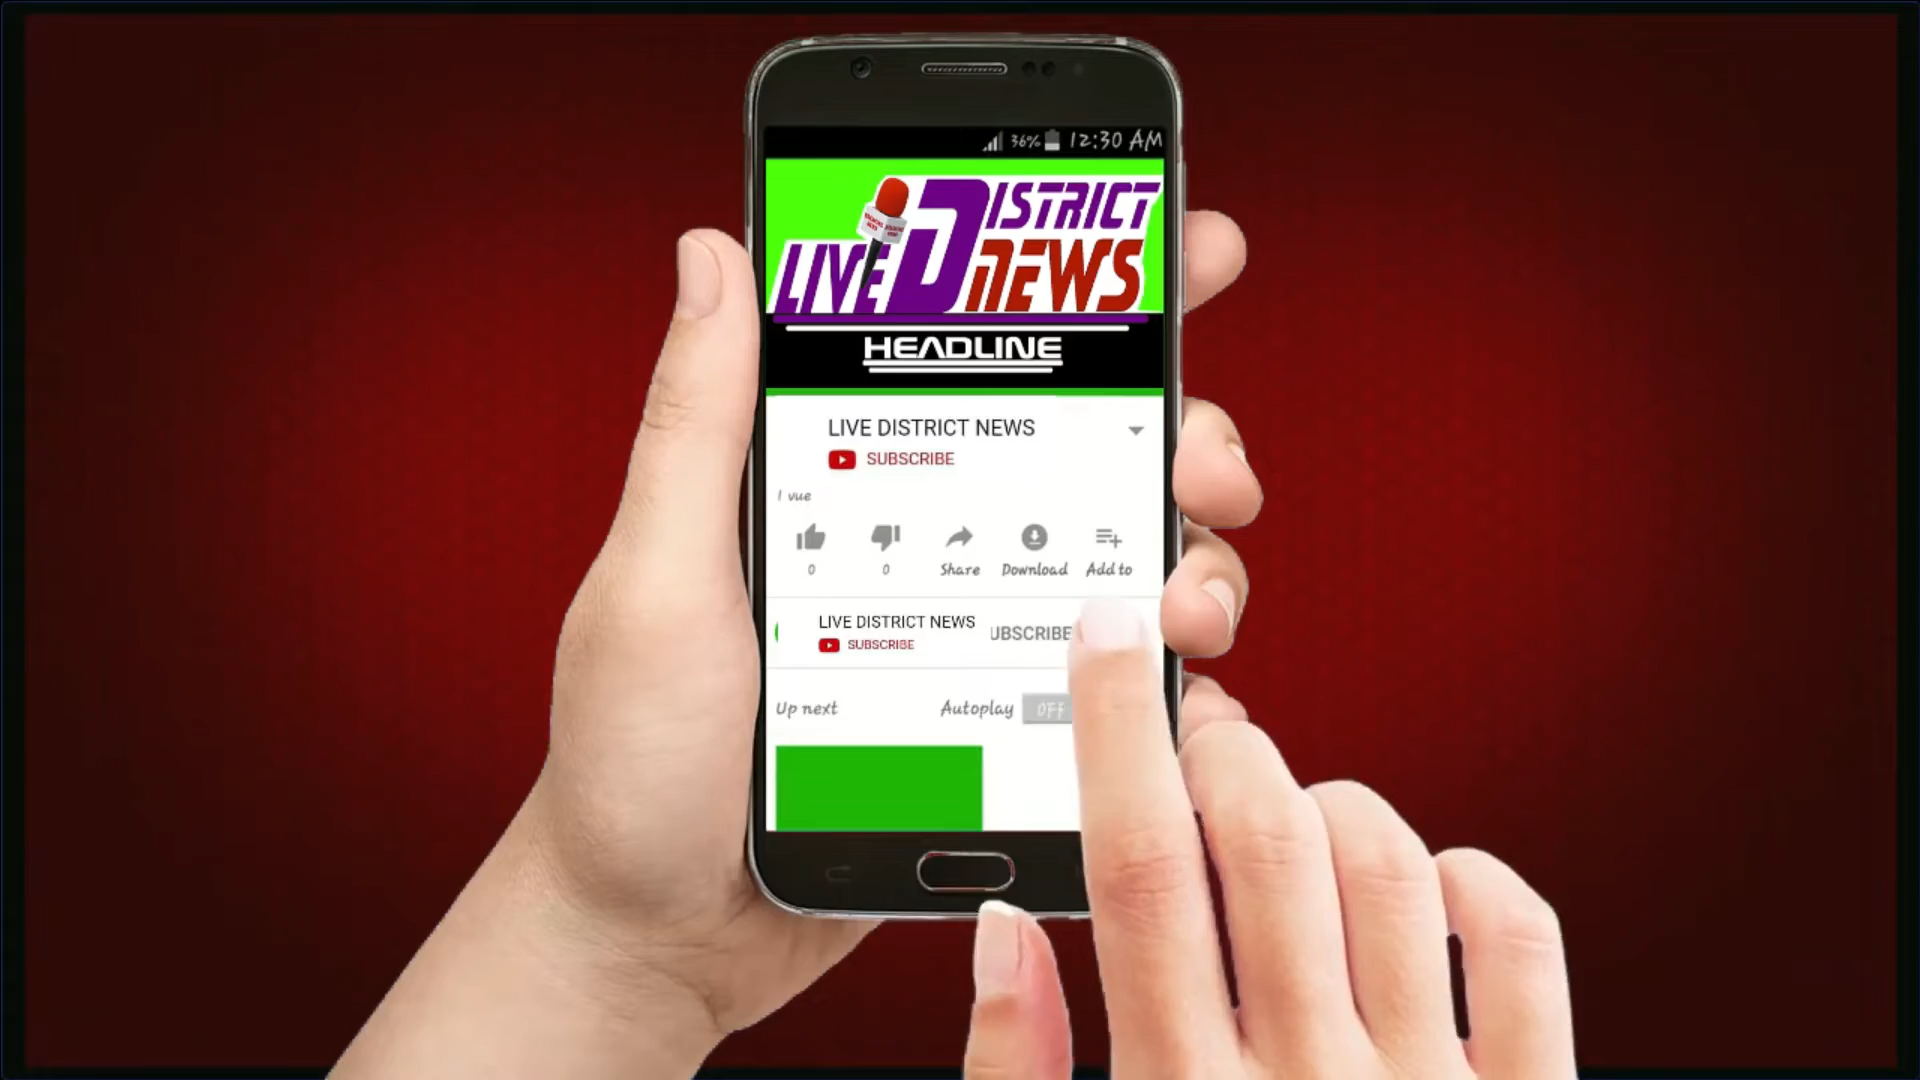 36% 12:30 AM
LIVE DISTRICT NEWS
HEADLINE
LIVE DISTRICT NEWS
SUBSCRIBE
1 vue
0 0 Share Download Add to
LIVE DISTRICT NEWS
SUBSCRIBE
UBSCRIBE
Up next Autoplay OFF